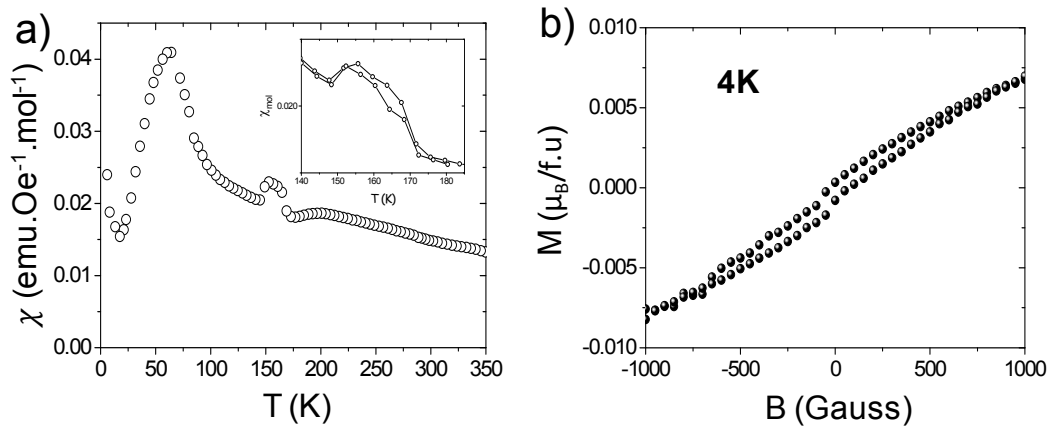 a)
χ (emu.Oe⁻¹.mol⁻¹)
0.04
0.03
0.02
0.01
0.00
0 50 100 150 200 250 300 350
T (K)
χmol
0.020
140 150 160 170 180
T (K)
b)
4K
M (μB/f.u)
0.010
0.005
0.000
-0.005
-0.010
-1000 -500 0 500 1000
B (Gauss)